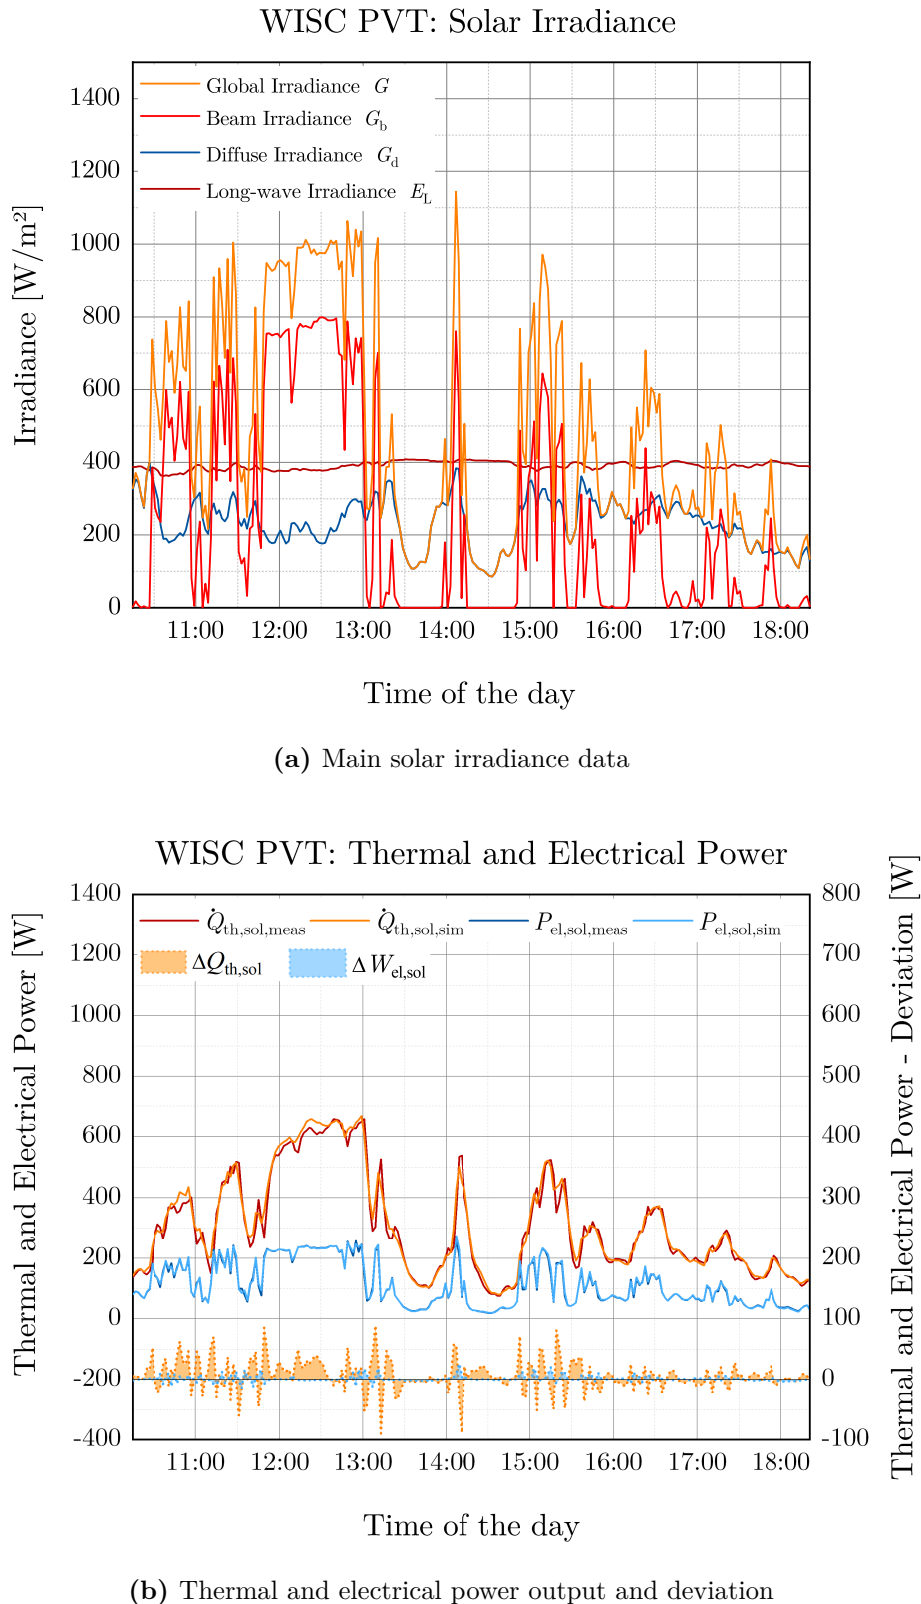 WISC PVT: Solar Irradiance
Irradiance [W/m²]
1400
1200
1000
800
600
400
200
0
Global Irradiance G
Beam Irradiance G_b
Diffuse Irradiance G_d
Long-wave Irradiance E_L
11:00 12:00 13:00 14:00 15:00 16:00 17:00 18:00
Time of the day
(a) Main solar irradiance data
WISC PVT: Thermal and Electrical Power
Thermal and Electrical Power [W]
1400
1200
1000
800
600
400
200
0
-200
-400
Q̇_th,sol,meas Q̇_th,sol,sim P_el,sol,meas P_el,sol,sim
ΔQ_th,sol ΔW_el,sol
800
700
600
500
400
300
200
100
0
-100
Thermal and Electrical Power - Deviation [W]
11:00 12:00 13:00 14:00 15:00 16:00 17:00 18:00
Time of the day
(b) Thermal and electrical power output and deviation